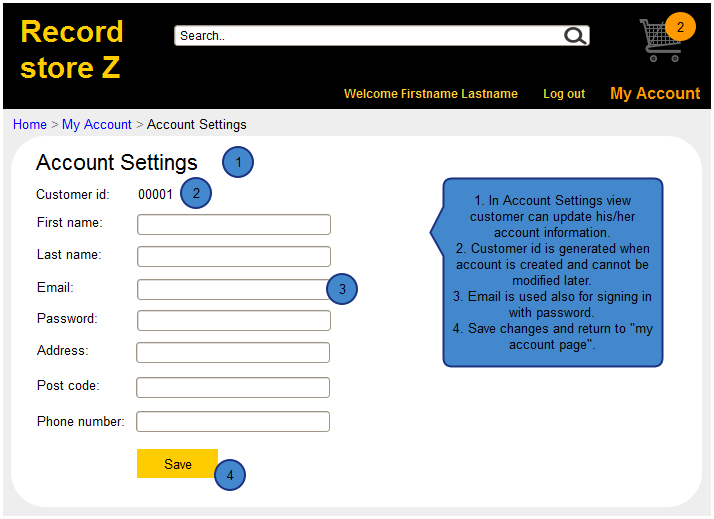 Record
store Z
Search..
2
Welcome Firstname Lastname Log out My Account
Home > My Account > Account Settings
Account Settings 1
Customer id: 00001 2
First name:
Last name:
Email: 3
Password:
Address:
Post code:
Phone number:
Save 4
1. In Account Settings view
customer can update his/her
account information.
2. Customer id is generated when
account is created and cannot be
modified later.
3. Email is used also for signing in
with password.
4. Save changes and return to "my
account page".